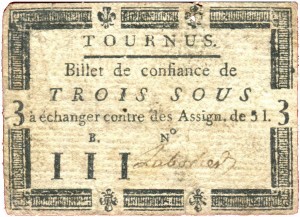 TOURNUS.
Billet de confiance de
TROIS SOUS
3 à échanger contre des Assign. de 5 l. 3
B. Nº
III